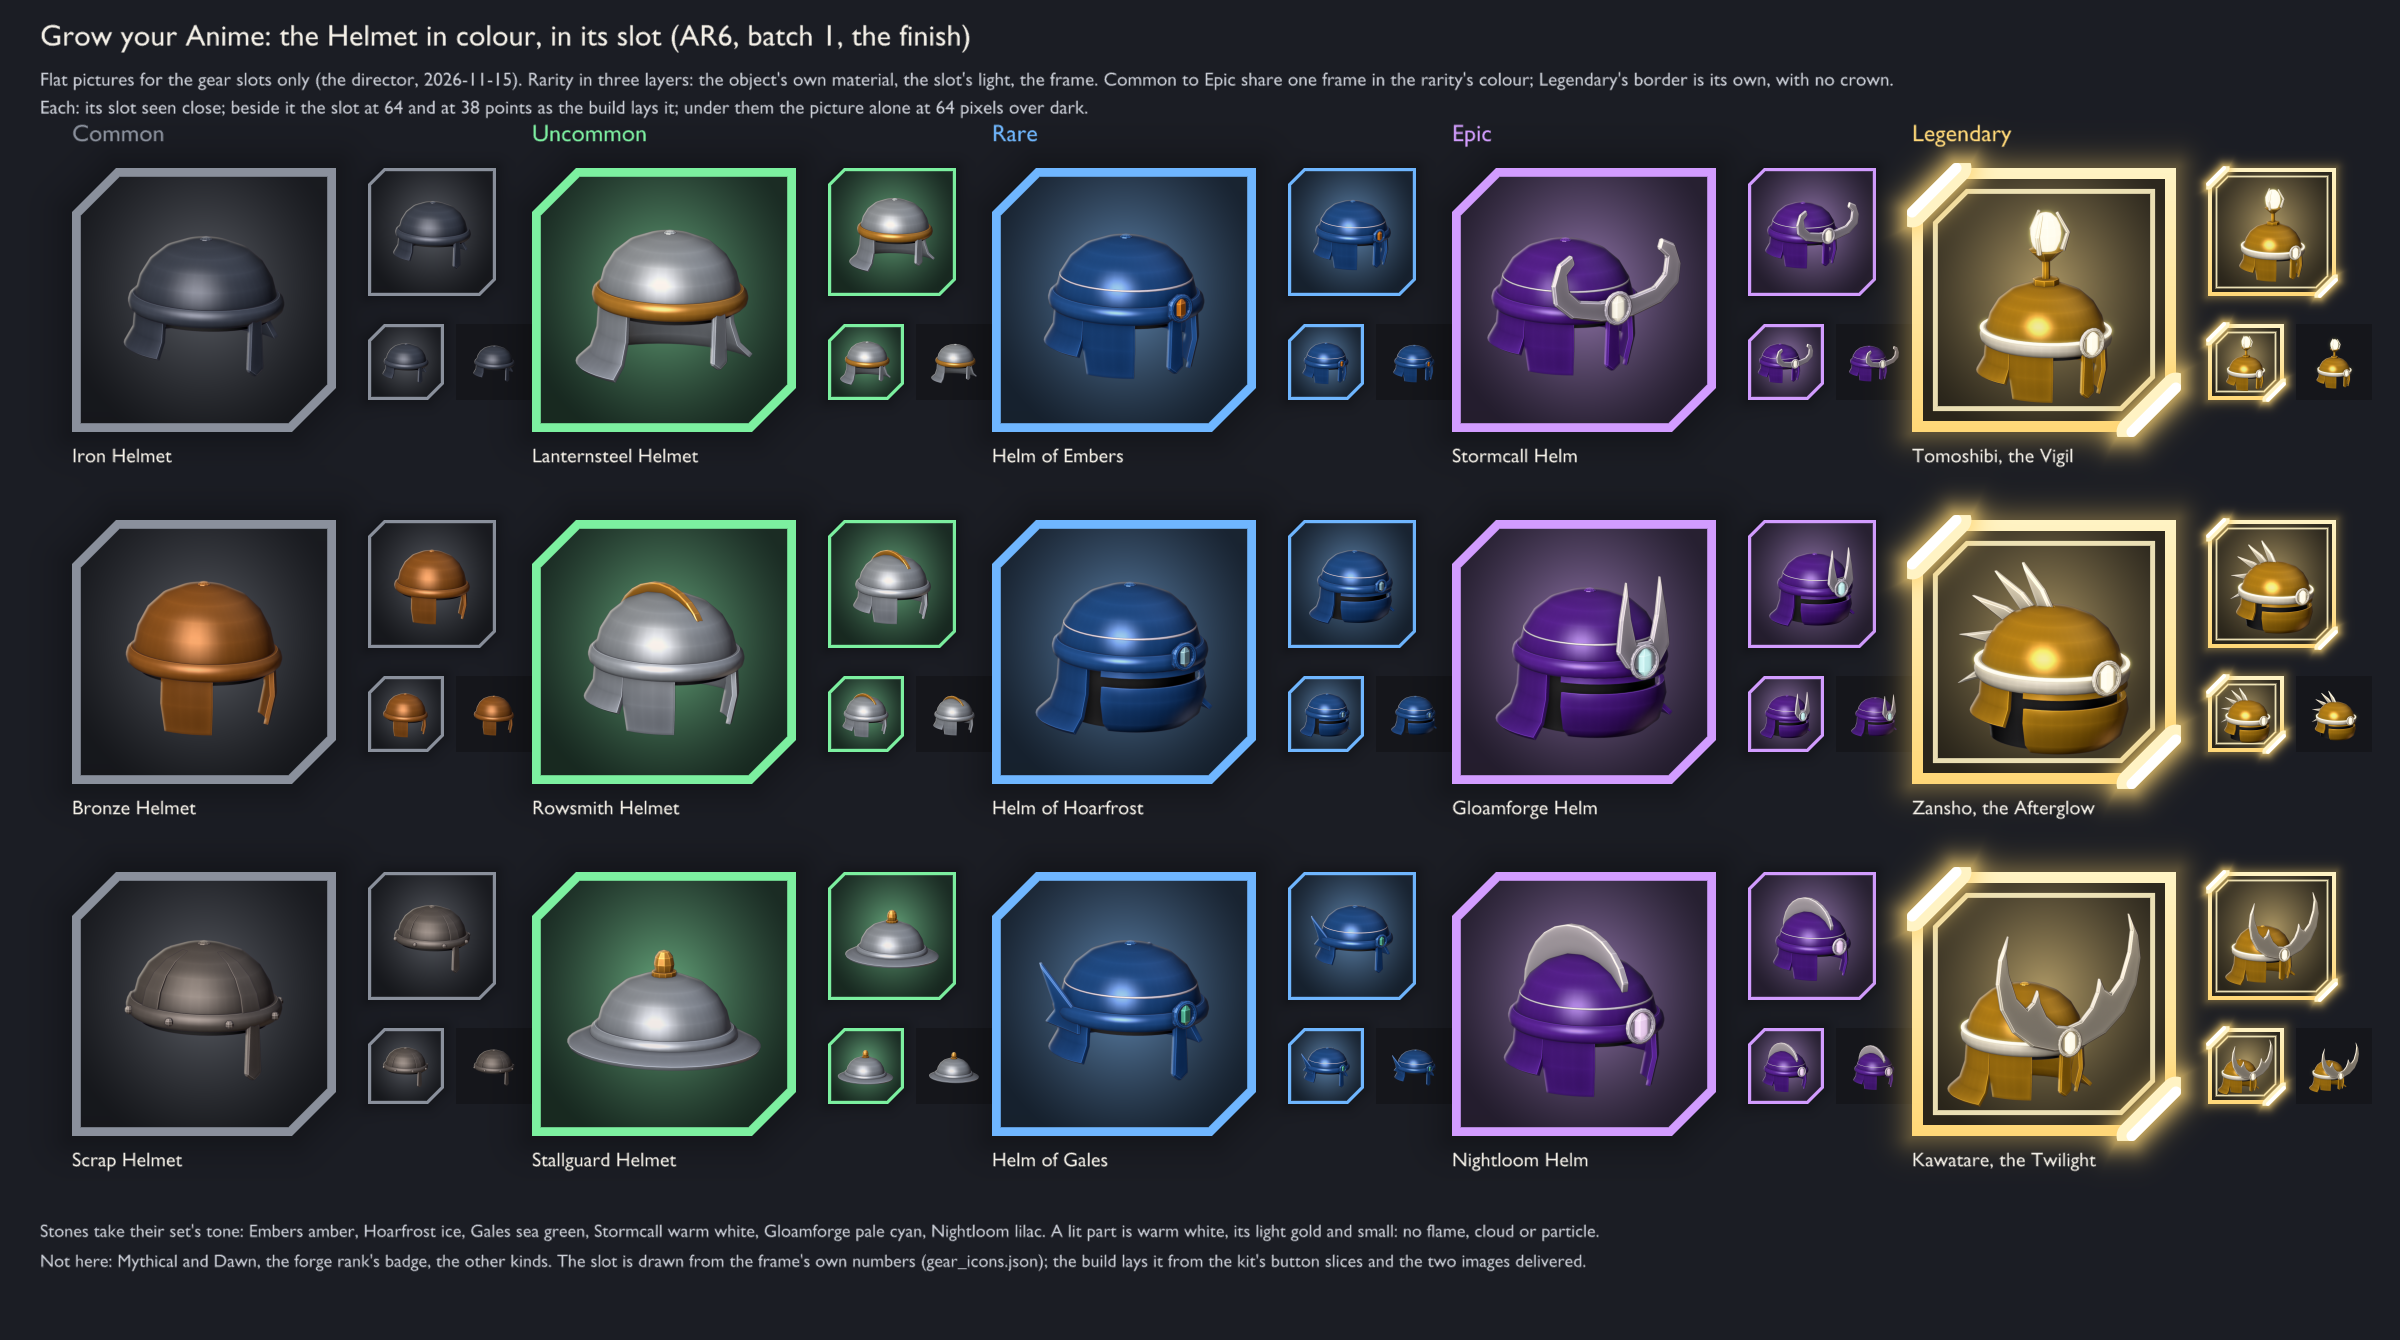 Grow your Anime: the Helmet in colour, in its slot (AR6, batch 1, the finish)
Flat pictures for the gear slots only (the director, 2026-11-15). Rarity in three layers: the object's own material, the slot's light, the frame. Common to Epic share one frame in the rarity's colour; Legendary's border is its own, with no crown.
Each: its slot seen close; beside it the slot at 64 and at 38 points as the build lays it; under them the picture alone at 64 pixels over dark.
Common
Uncommon
Rare
Epic
Legendary
Iron Helmet
Lanternsteel Helmet
Helm of Embers
Stormcall Helm
Tomoshibi, the Vigil
Bronze Helmet
Rowsmith Helmet
Helm of Hoarfrost
Gloamforge Helm
Zansho, the Afterglow
Scrap Helmet
Stallguard Helmet
Helm of Gales
Nightloom Helm
Kawatare, the Twilight
Stones take their set's tone: Embers amber, Hoarfrost ice, Gales sea green, Stormcall warm white, Gloamforge pale cyan, Nightloom lilac. A lit part is warm white, its light gold and small: no flame, cloud or particle.
Not here: Mythical and Dawn, the forge rank's badge, the other kinds. The slot is drawn from the frame's own numbers (gear_icons.json); the build lays it from the kit's button slices and the two images delivered.